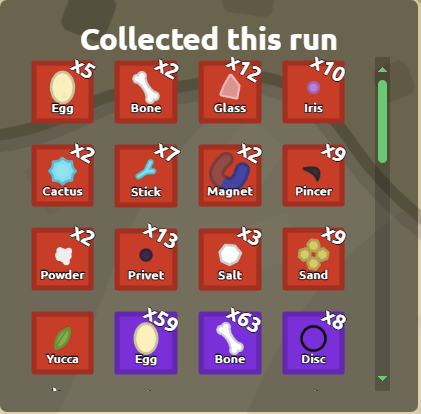 Collected this run
x5 x2 x12 x10
Egg Bone Glass Iris
x2 x7 x2 x9
Cactus Stick Magnet Pincer
x2 x13 x3 x9
Powder Privet Salt Sand
x59 x63 x8
Yucca Egg Bone Disc